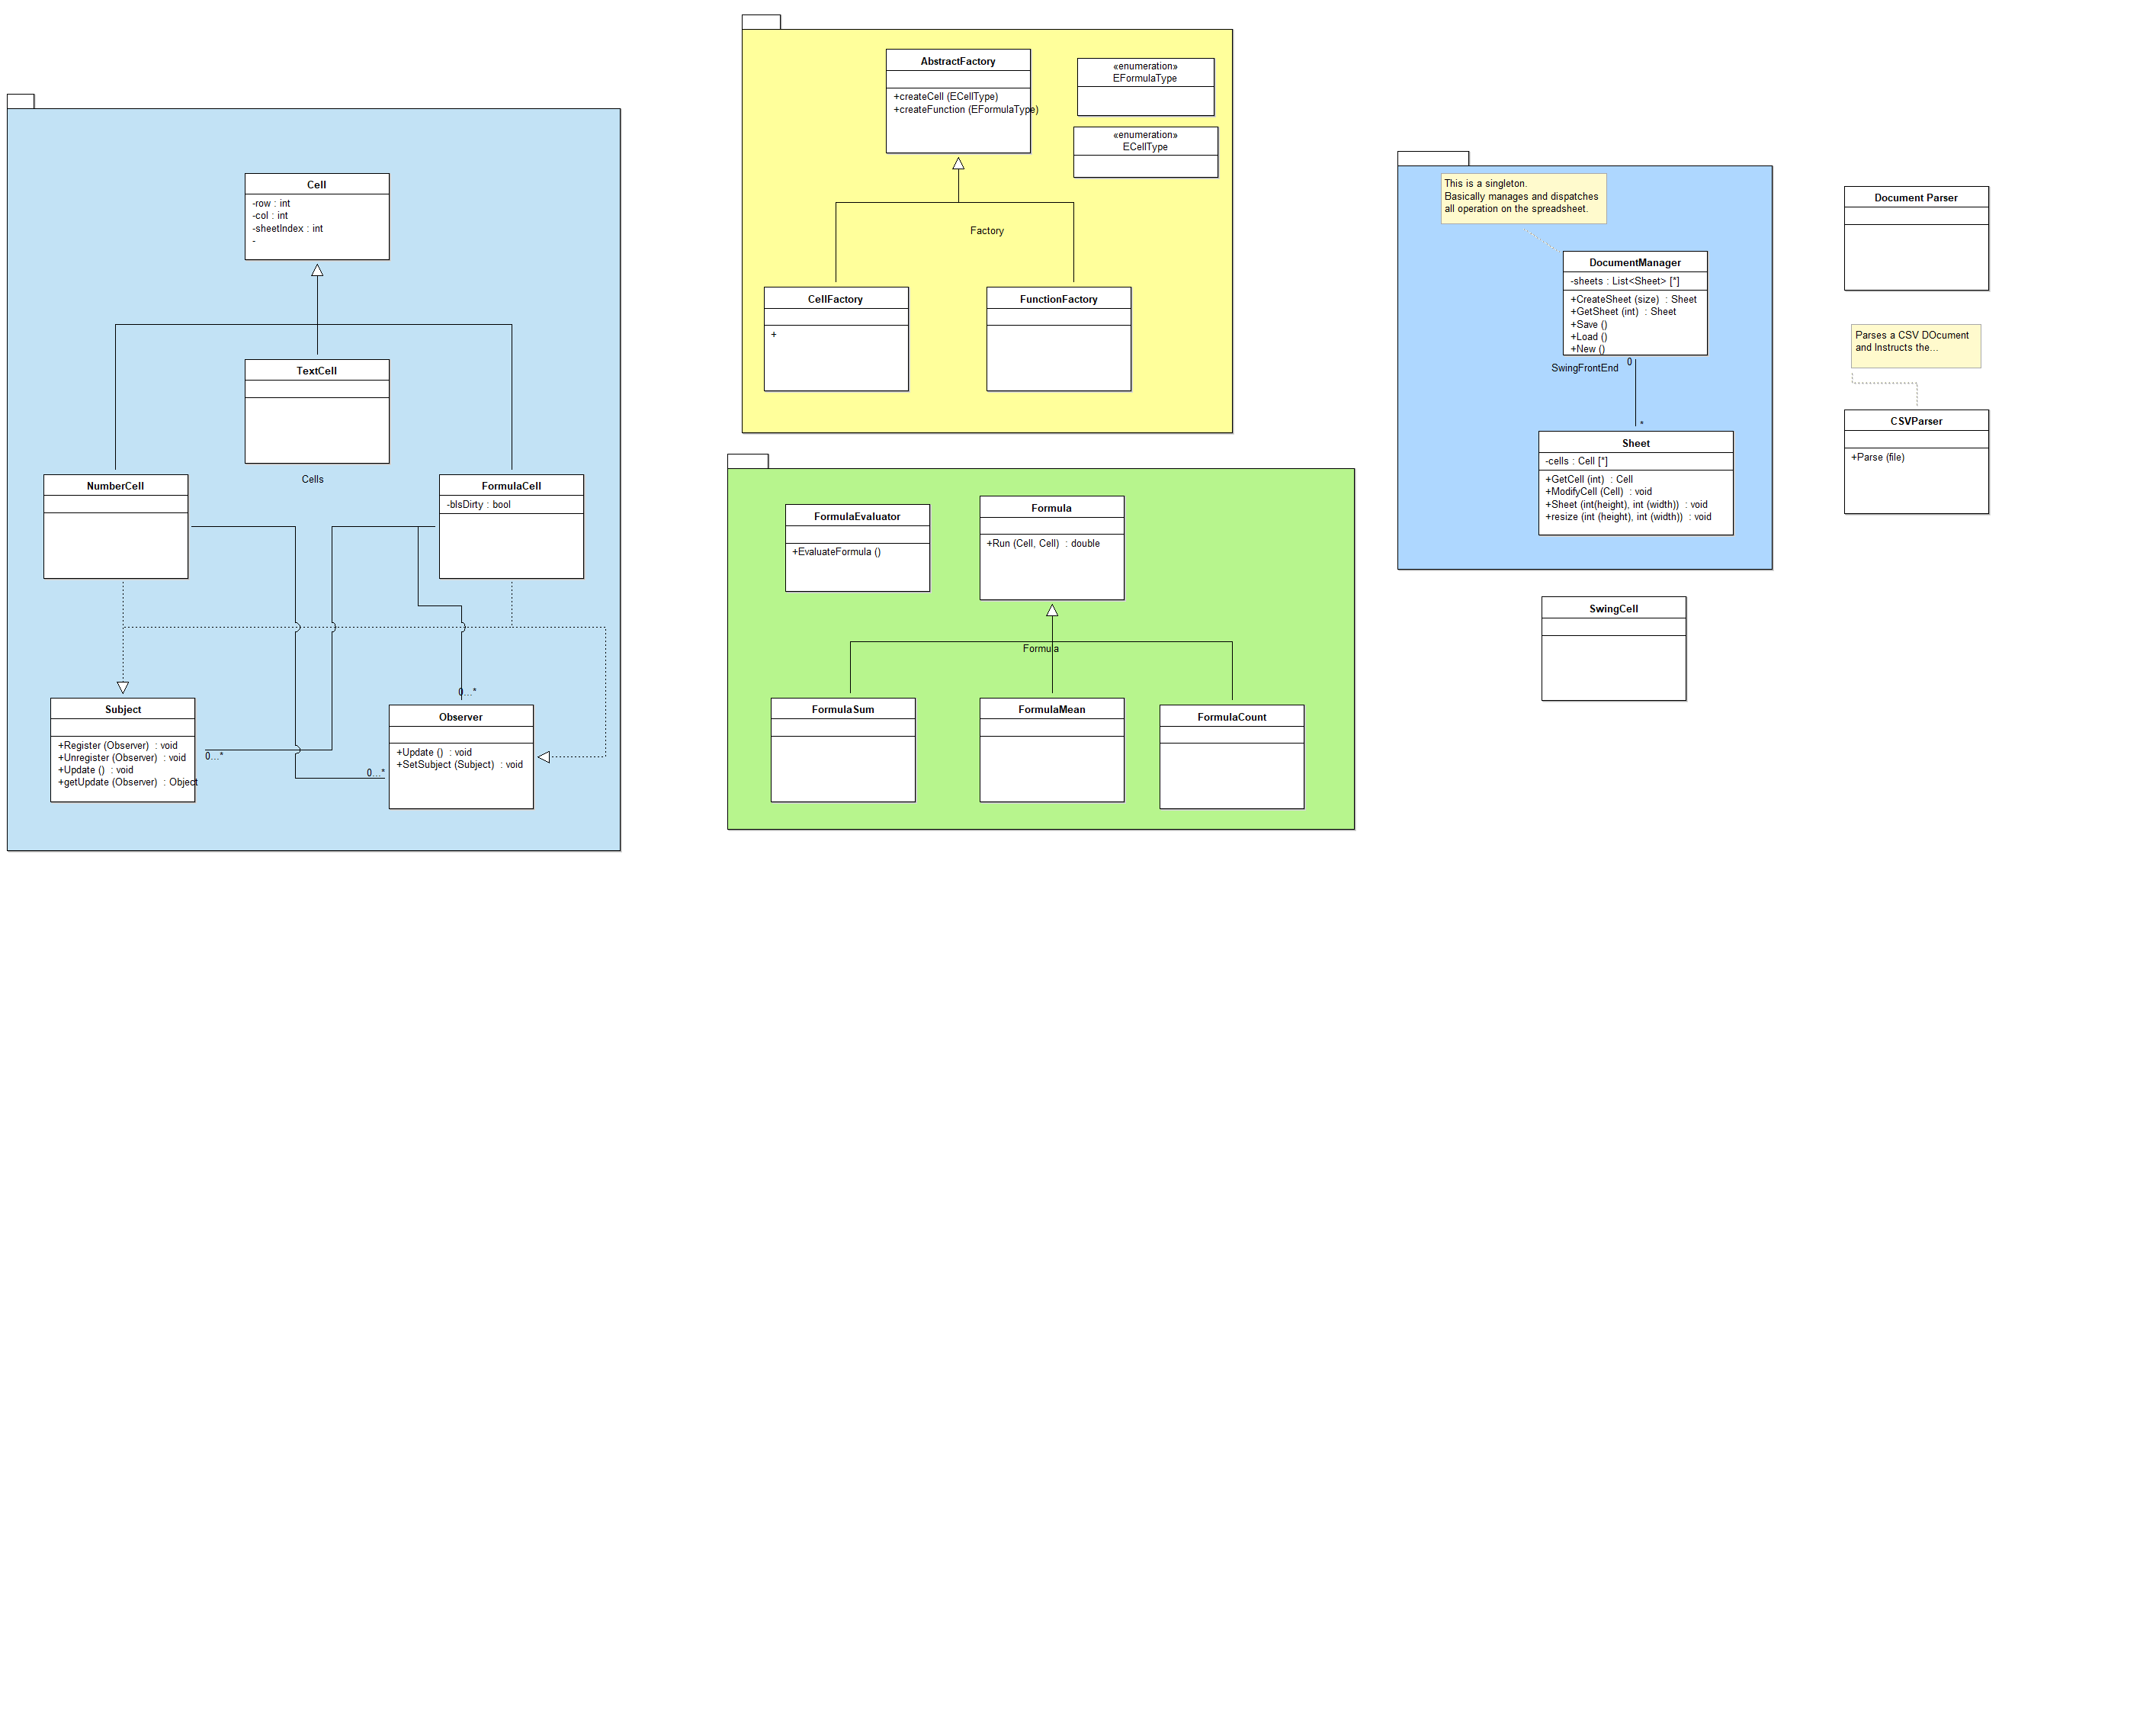 Cell
-row : int
-col : int
-sheetIndex : int
-
TextCell
Cells
NumberCell
FormulaCell
-bIsDirty : bool
Subject
+Register (Observer)  : void
+Unregister (Observer)  : void
+Update ()  : void
+getUpdate (Observer)  : Object
0...*
0...*
0...*
Observer
+Update ()  : void
+SetSubject (Subject)  : void
AbstractFactory
+createCell (ECellType)
+createFunction (EFormulaType)
«enumeration»
EFormulaType
«enumeration»
ECellType
Factory
CellFactory
+
FunctionFactory
FormulaEvaluator
+EvaluateFormula ()
Formula
+Run (Cell, Cell)  : double
Formula
FormulaSum
FormulaMean
FormulaCount
This is a singleton.
Basically manages and dispatches
all operation on the spreadsheet.
DocumentManager
-sheets : List<Sheet> [*]
+CreateSheet (size)  : Sheet
+GetSheet (int)  : Sheet
+Save ()
+Load ()
+New ()
SwingFrontEnd
0
*
Sheet
-cells : Cell [*]
+GetCell (int)  : Cell
+ModifyCell (Cell)  : void
+Sheet (int(height), int (width))  : void
+resize (int (height), int (width))  : void
SwingCell
Document Parser
Parses a CSV DOcument
and Instructs the...
CSVParser
+Parse (file)